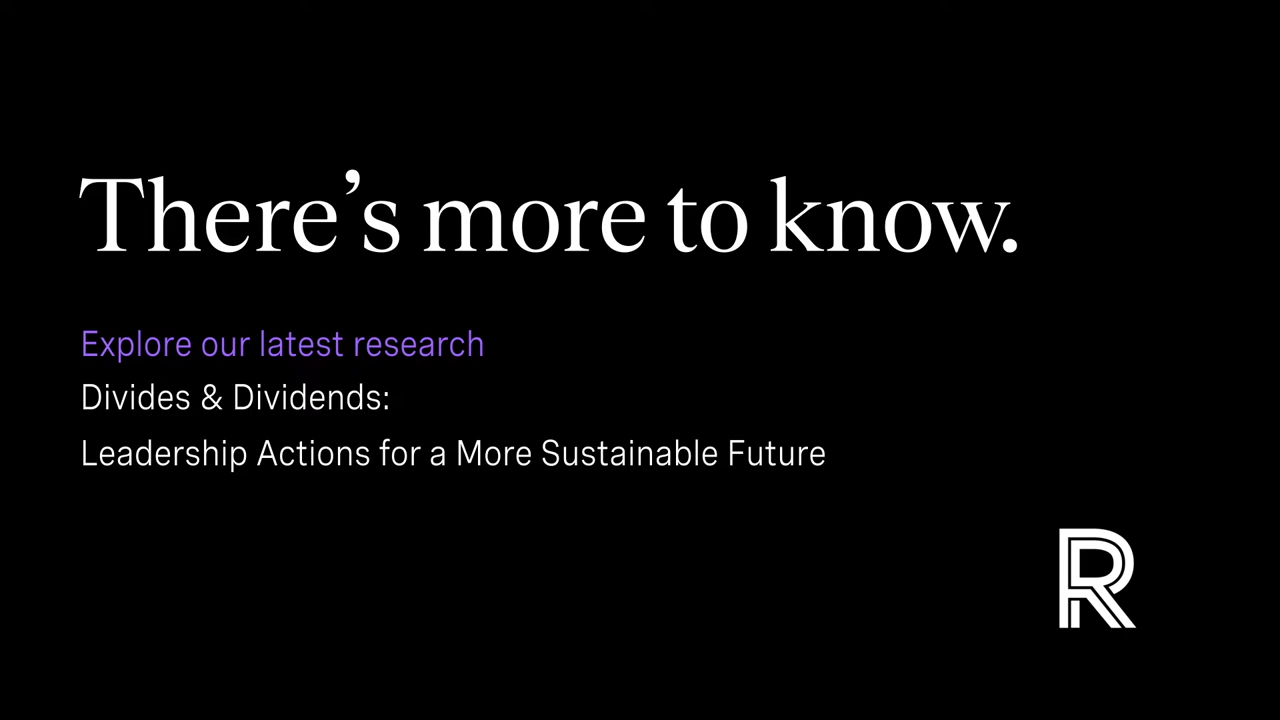 There’s more to know.
Explore our latest research
Divides & Dividends:
Leadership Actions for a More Sustainable Future
R